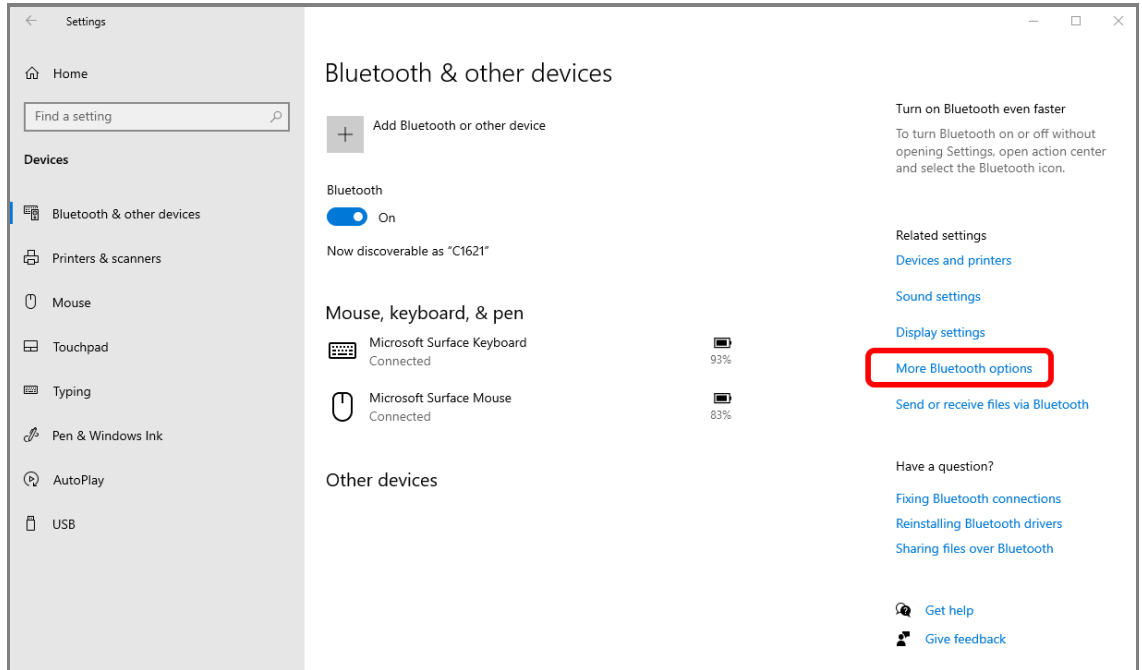 Settings
Home
Find a setting
Devices
Bluetooth & other devices
Printers & scanners
Mouse
Touchpad
Typing
Pen & Windows Ink
AutoPlay
USB
Bluetooth & other devices
Add Bluetooth or other device
Bluetooth
On
Now discoverable as “C1621”
Mouse, keyboard, & pen
Microsoft Surface Keyboard
Connected
93%
Microsoft Surface Mouse
Connected
83%
Other devices
Turn on Bluetooth even faster
To turn Bluetooth on or off without
opening Settings, open action center
and select the Bluetooth icon.
Related settings
Devices and printers
Sound settings
Display settings
More Bluetooth options
Send or receive files via Bluetooth
Have a question?
Fixing Bluetooth connections
Reinstalling Bluetooth drivers
Sharing files over Bluetooth
Get help
Give feedback